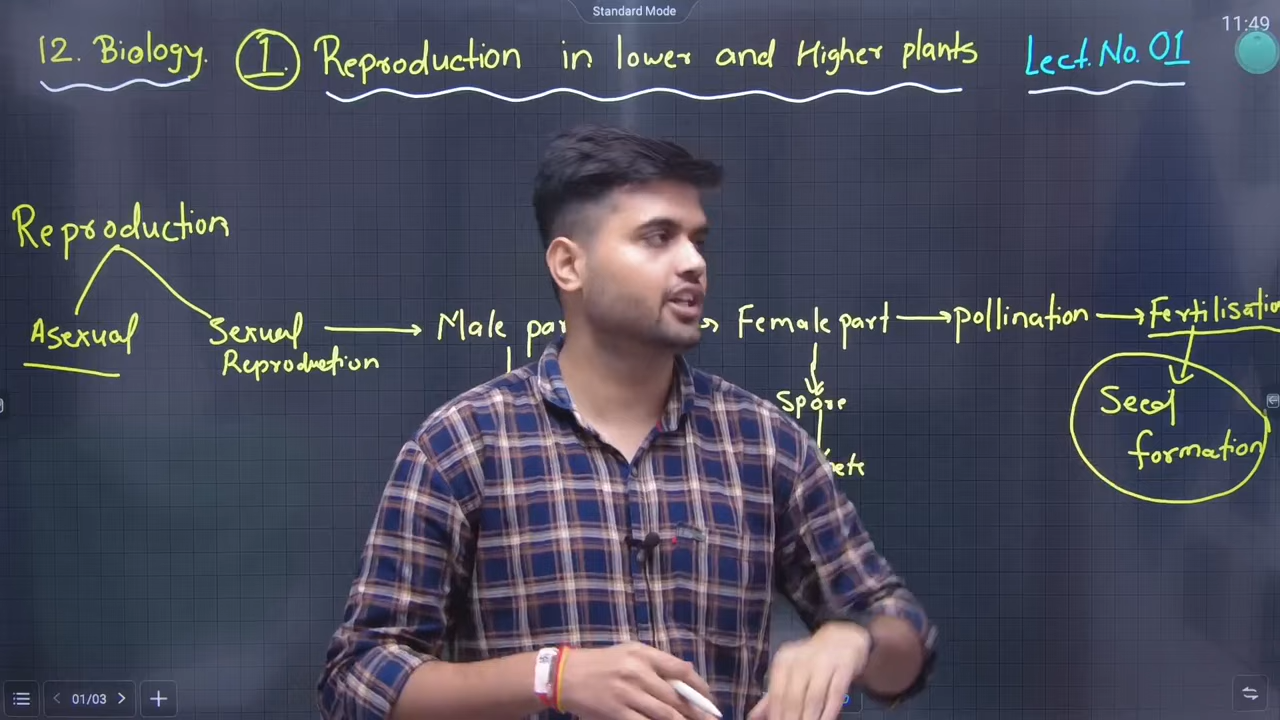 Standard Mode
11:49
12. Biology. 1. Reproduction in lower and Higher plants Lect. No. 01
Reproduction
Asexual
Sexual
Reproduction
Male
Female part
pollination
Spore
Seed
formation
01/03